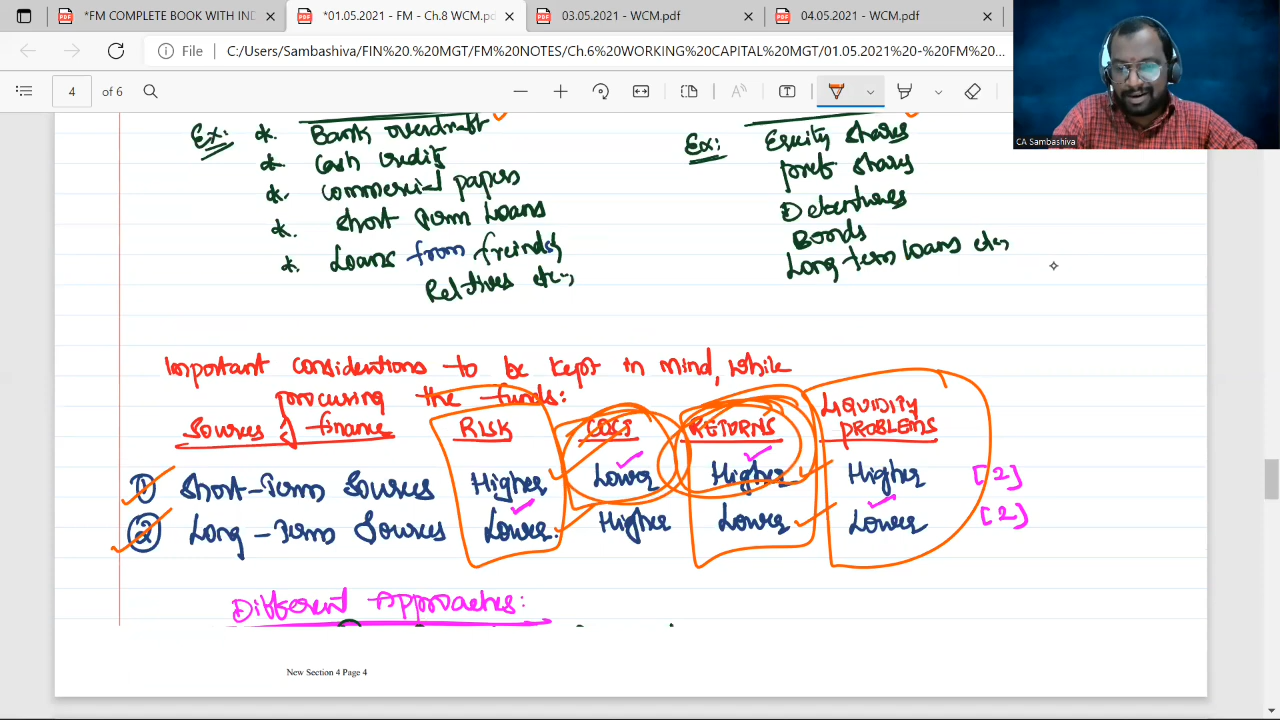 *FM COMPLETE BOOK WITH IND
*01.05.2021 - FM - Ch.8 WCM.pd
03.05.2021 - WCM.pdf
04.05.2021 - WCM.pdf
File
C:/Users/Sambashiva/FIN%20.%20MGT/FM%20NOTES/Ch.6%20WORKING%20CAPITAL%20MGT/01.05.2021%20-%20FM%20...
4 of 6
CA Sambashiva
Ex: *. Bank overdraft
*. Cash credity
*. Commercial papers
*. Short Term Loans
*. Loans from freinds,
Relatives etc.,
Ex: Equity Shares
Pref. Shares
Debentures
Bonds
Long term loans etc.,
Important considerations to be kept in mind, while
procuring the funds:
Sources of finance RISK COST RETURNS LIQUIDITY PROBLEMS
① Short-Term Sources Higher Lower Higher Higher [2]
② Long-Term Sources Lower. Higher Lower Lower [2]
Different Approaches:
New Section 4 Page 4